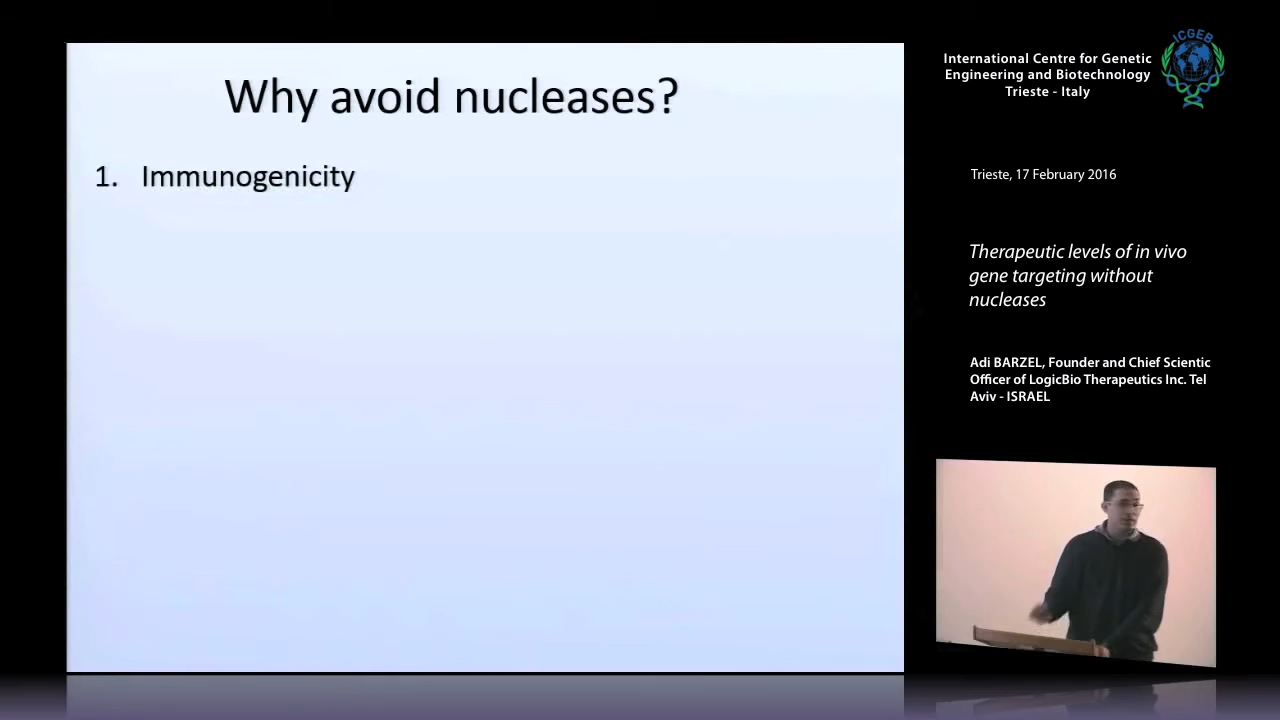 Why avoid nucleases?
1. Immunogenicity
International Centre for Genetic
Engineering and Biotechnology
Trieste - Italy
ICGEB
Trieste, 17 February 2016
Therapeutic levels of in vivo
gene targeting without
nucleases
Adi BARZEL, Founder and Chief Scientic
Officer of LogicBio Therapeutics Inc. Tel
Aviv - ISRAEL